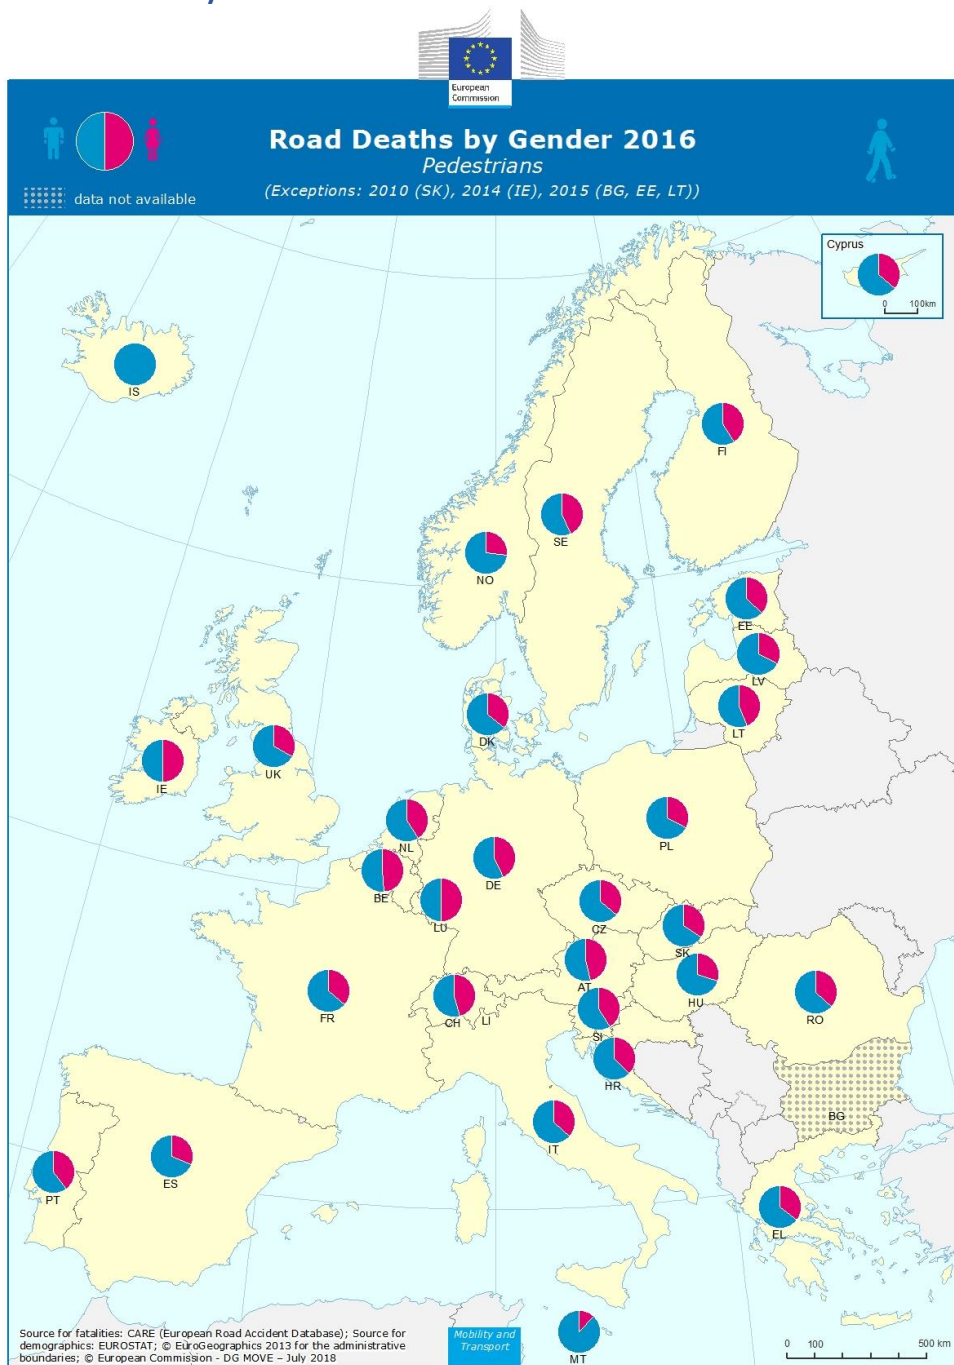 European
Commission
Road Deaths by Gender 2016
Pedestrians
(Exceptions: 2010 (SK), 2014 (IE), 2015 (BG, EE, LT))
data not available
Cyprus
0 100km
IS
FI
SE
NO
EE
LV
LT
DK
IE
UK
NL
PL
BE
DE
LU
CZ
SK
AT
HU
FR
CH
LI
SI
RO
HR
BG
IT
ES
PT
EL
MT
Source for fatalities: CARE (European Road Accident Database); Source for
demographics: EUROSTAT; © EuroGeographics 2013 for the administrative
boundaries; © European Commission - DG MOVE – July 2018
Mobility and
Transport
0 100 500 km